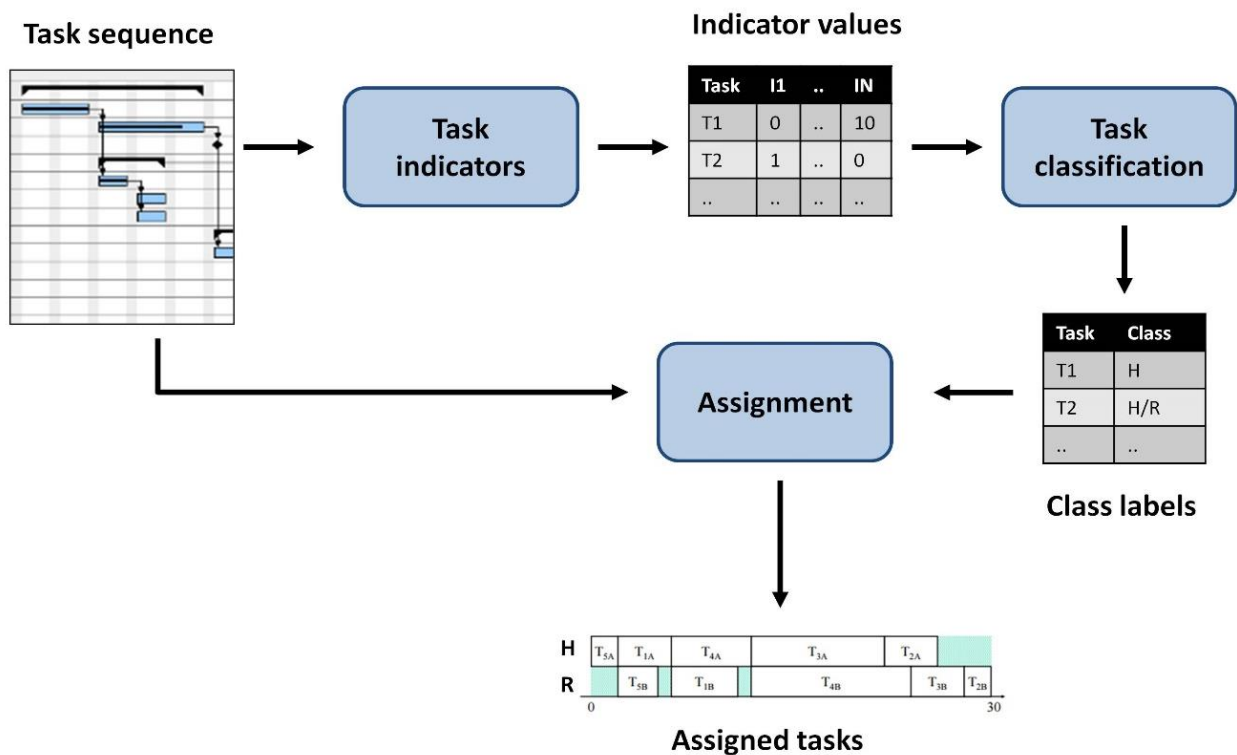 Task sequence
Indicator values
Task
indicators
Task I1 .. IN
T1 0 .. 10
T2 1 .. 0
.. .. .. ..
Task
classification
Task Class
T1 H
T2 H/R
.. ..
Class labels
Assignment
H T5A T1A T4A T3A T2A
R T5B T1B T4B T3B T2B
0 30
Assigned tasks